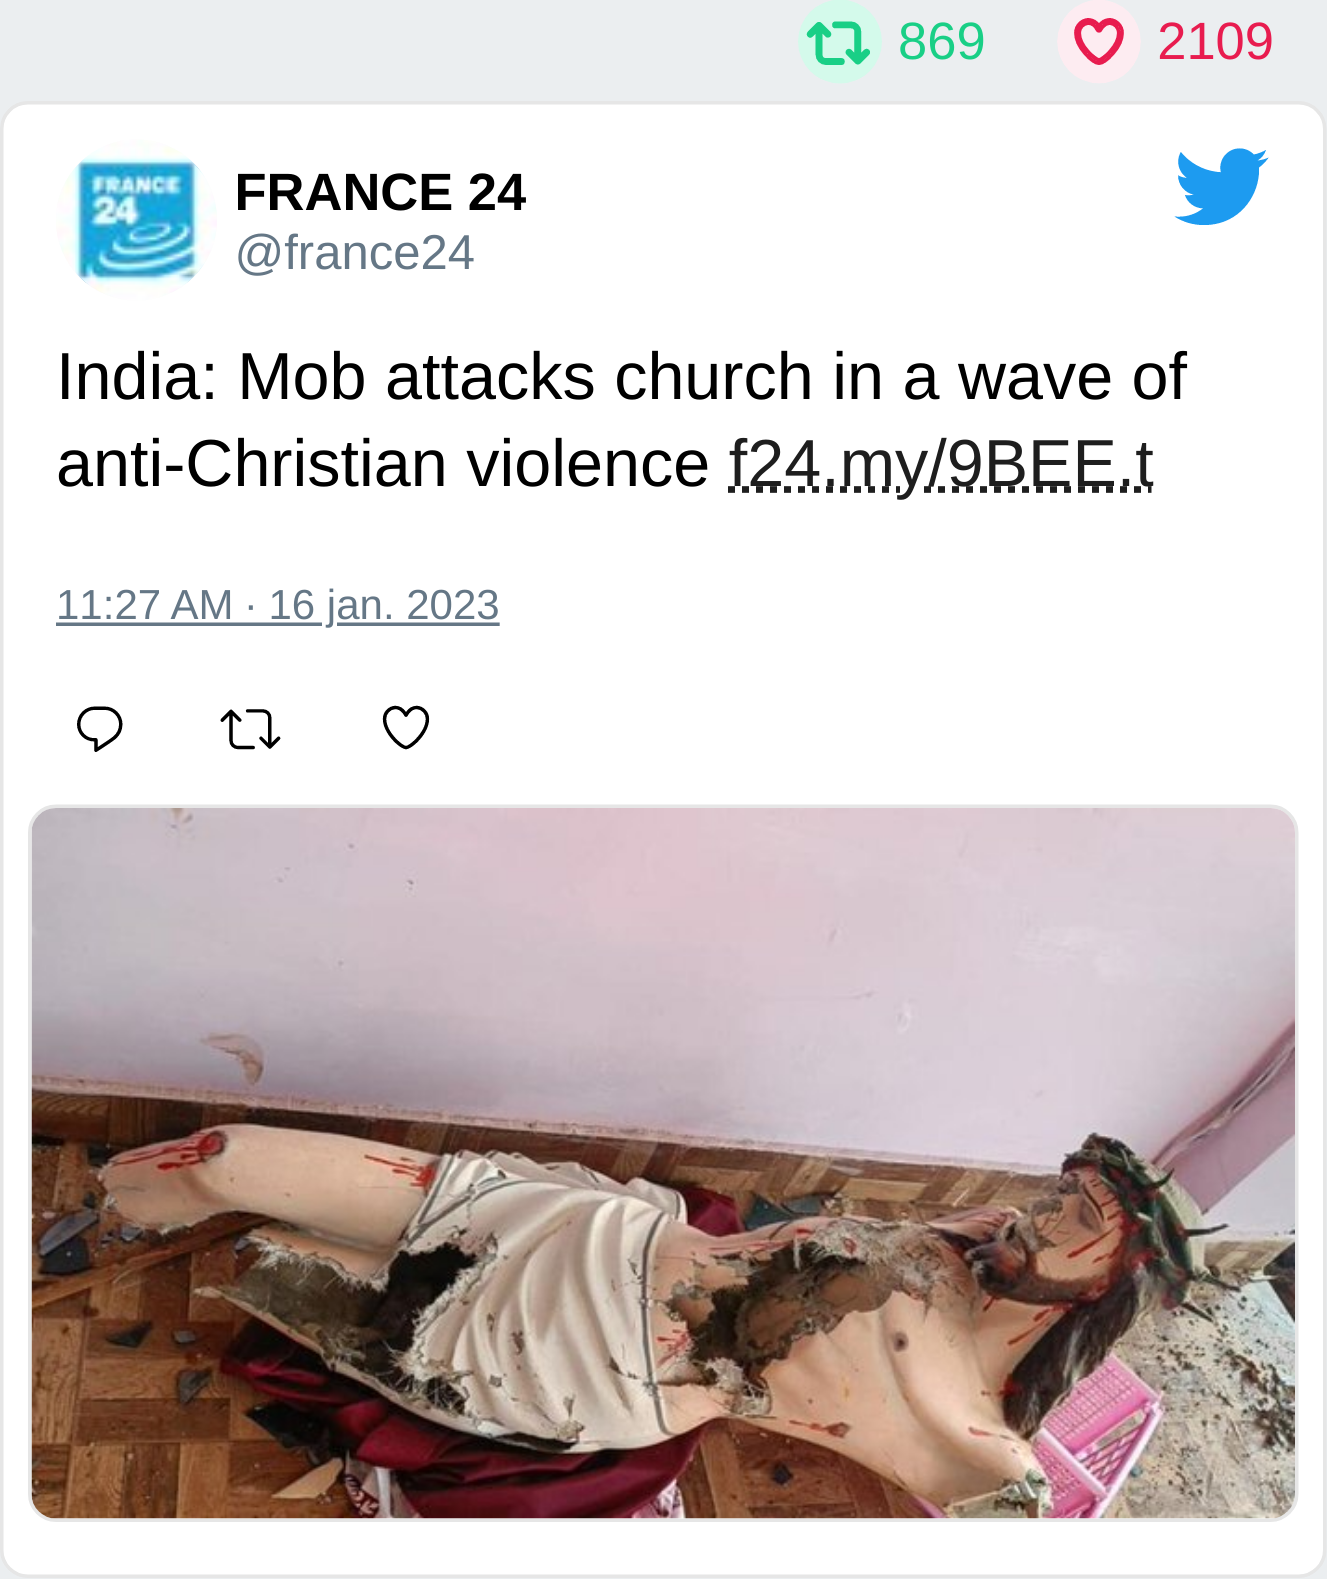 869 2109
FRANCE 24
FRANCE 24
@france24
India: Mob attacks church in a wave of
anti-Christian violence f24.my/9BEE.t
11:27 AM · 16 jan. 2023